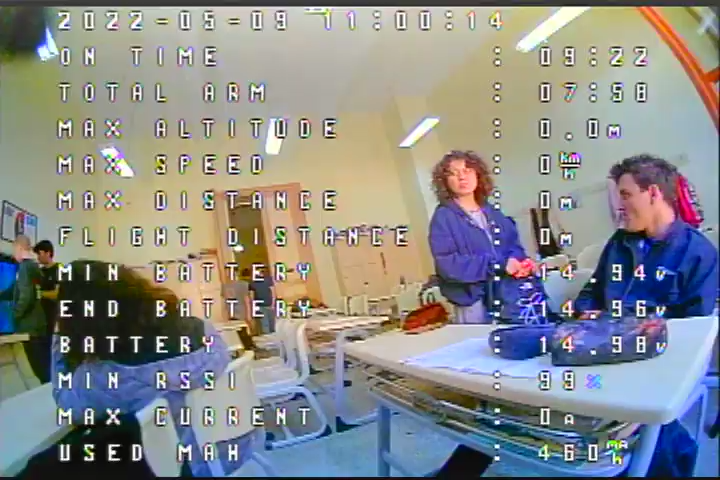 2022-05-09 11:00:14
ON TIME : 09:22
TOTAL ARM : 07:58
MAX ALTITUDE : 0.0m
MAX SPEED : 0 km/h
MAX DISTANCE : 0m
FLIGHT DISTANCE : 0m
MIN BATTERY : 14.94v
END BATTERY : 14.96v
BATTERY : 14.98v
MIN RSSI : 99%
MAX CURRENT : 0A
USED MAH : 460 mAh